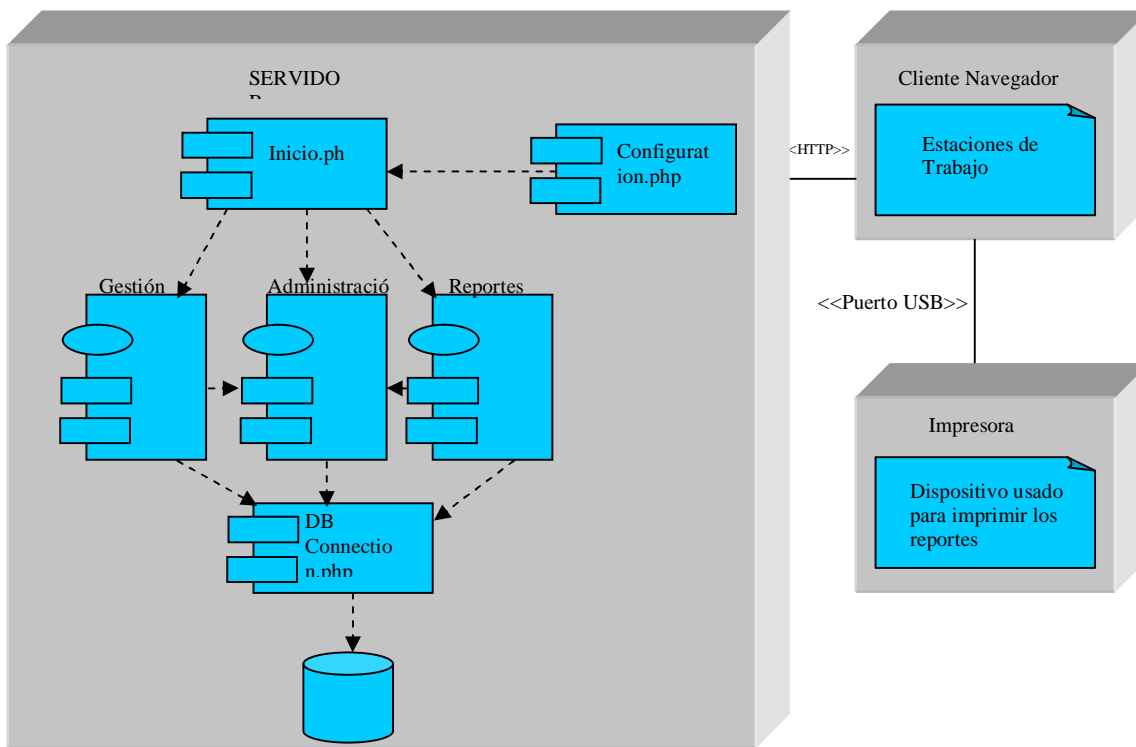 SERVIDO
Inicio.ph
Configurat
ion.php
Gestión
Administració
Reportes
DB
Connectio
n.php
<HTTP>>
Cliente Navegador
Estaciones de
Trabajo
<<Puerto USB>>
Impresora
Dispositivo usado
para imprimir los
reportes